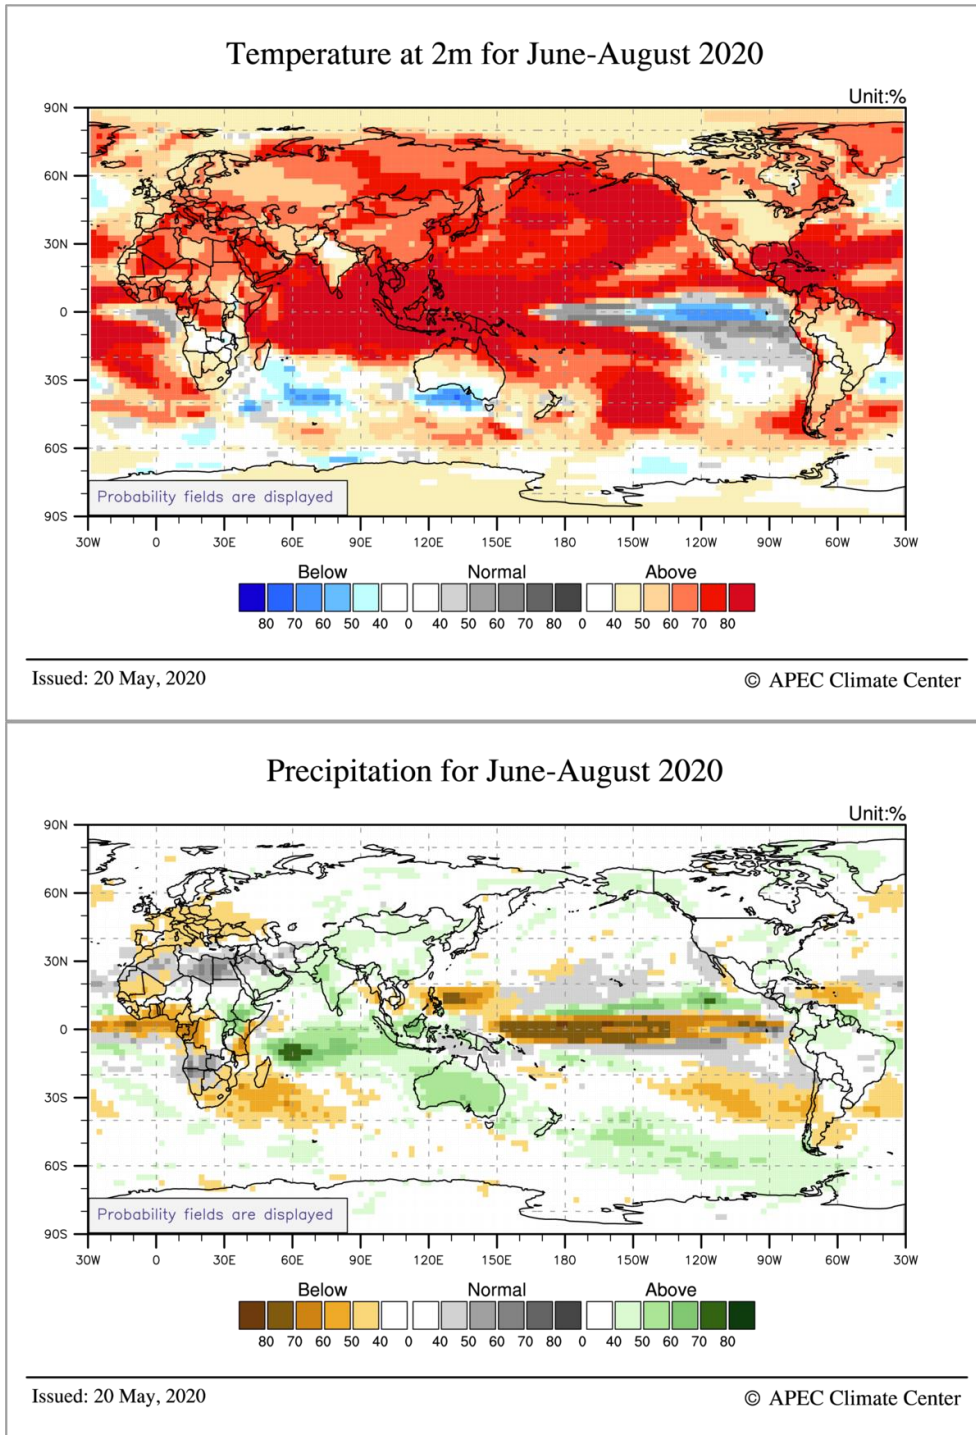 Temperature at 2m for June-August 2020
Unit:%
90N
60N
30N
0
30S
60S
90S
Probability fields are displayed
30W 0 30E 60E 90E 120E 150E 180 150W 120W 90W 60W 30W
Below Normal Above
80 70 60 50 40 0 40 50 60 70 80 0 40 50 60 70 80
Issued: 20 May, 2020 © APEC Climate Center
Precipitation for June-August 2020
Unit:%
90N
60N
30N
0
30S
60S
90S
Probability fields are displayed
30W 0 30E 60E 90E 120E 150E 180 150W 120W 90W 60W 30W
Below Normal Above
80 70 60 50 40 0 40 50 60 70 80 0 40 50 60 70 80
Issued: 20 May, 2020 © APEC Climate Center